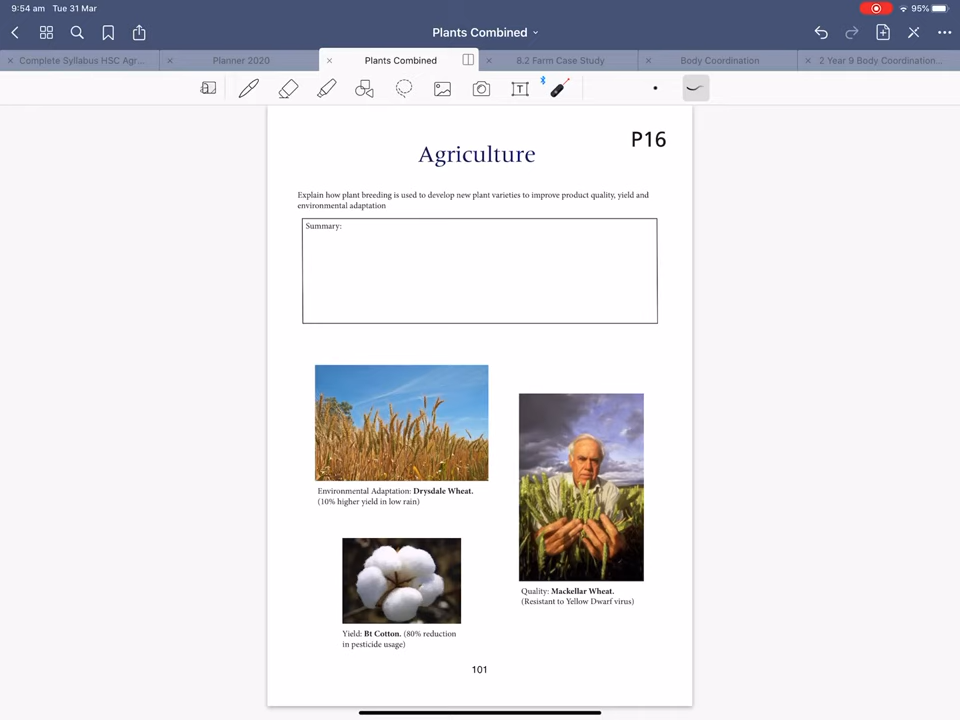 9:54 am Tue 31 Mar
95%
Plants Combined
Complete Syllabus HSC Agr...
Planner 2020
Plants Combined
8.2 Farm Case Study
Body Coordination
2 Year 9 Body Coordination...
P16
Agriculture
Explain how plant breeding is used to develop new plant varieties to improve product quality, yield and
environmental adaptation
Summary:
Environmental Adaptation: Drysdale Wheat.
(10% higher yield in low rain)
Quality: Mackellar Wheat.
(Resistant to Yellow Dwarf virus)
Yield: Bt Cotton. (80% reduction
in pesticide usage)
101